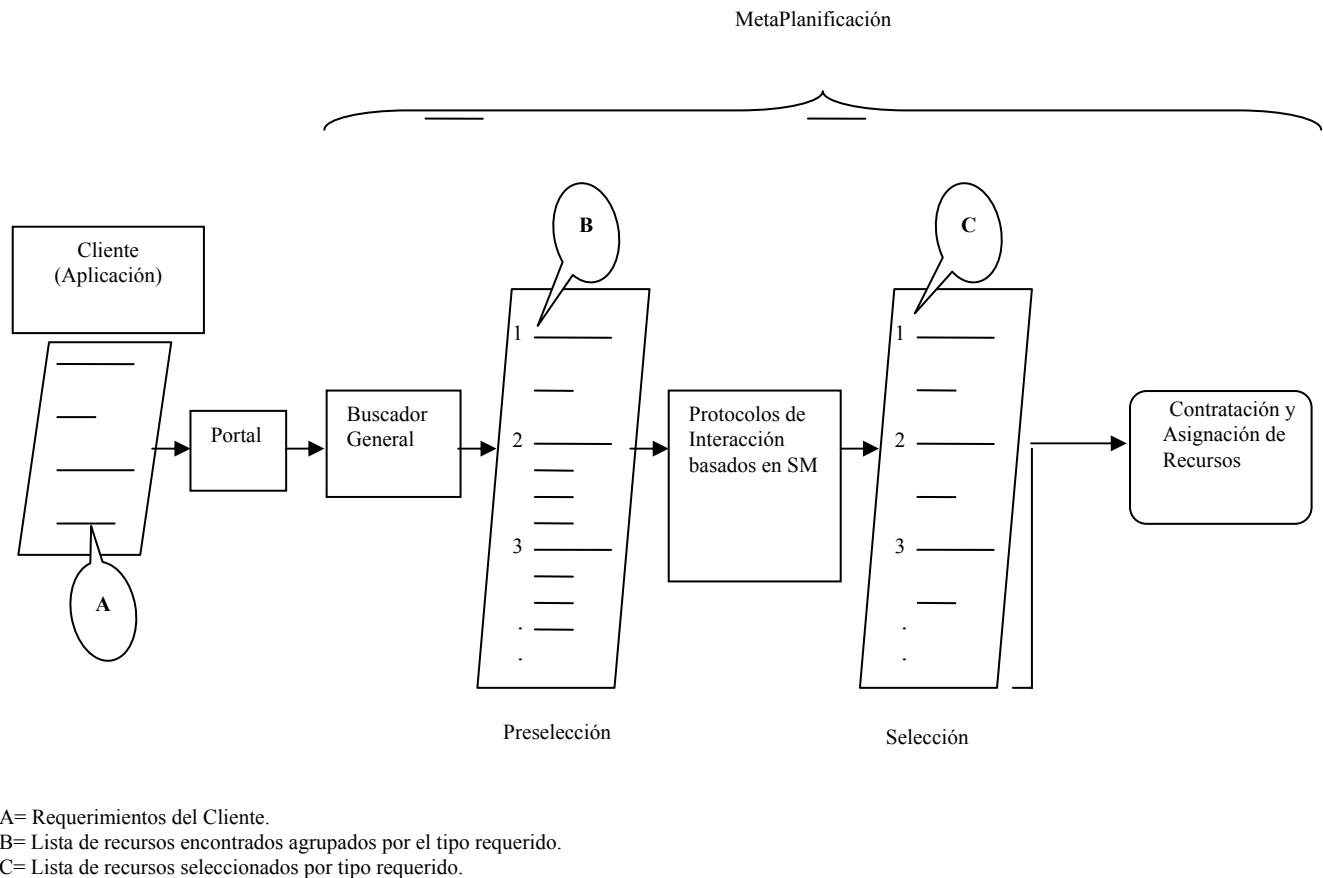 MetaPlanificación
Cliente
(Aplicación)
B
C
1
2
3
.
.
1
2
3
.
.
Portal
Buscador
General
Protocolos de
Interacción
basados en SM
Contratación y
Asignación de
Recursos
A
Preselección
Selección
A= Requerimientos del Cliente.
B= Lista de recursos encontrados agrupados por el tipo requerido.
C= Lista de recursos seleccionados por tipo requerido.